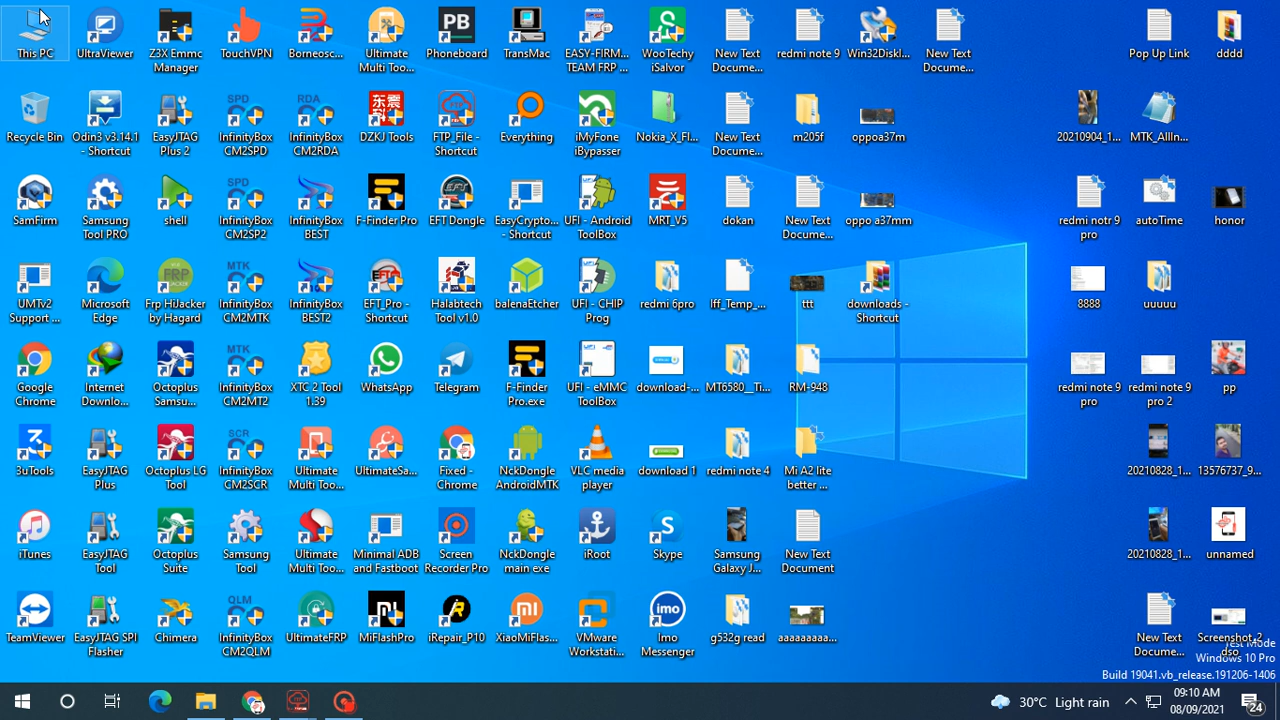 This PC
UltraViewer
Z3X Emmc
Manager
TouchVPN
Borneosc...
Ultimate
Multi Too...
Phoneboard
TransMac
EASY-FIRM...
TEAM FRP ...
WooTechy
iSalvor
New Text
Docume...
redmi note 9
Win32DiskI...
New Text
Docume...
Pop Up Link
dddd
Recycle Bin
Odin3 v3.14.1
- Shortcut
EasyJTAG
Plus 2
InfinityBox
CM2SPD
InfinityBox
CM2RDA
DZKJ Tools
FTP_File -
Shortcut
Everything
iMyFone
iBypasser
Nokia_X_Fl...
New Text
Docume...
m205f
oppoa37m
20210904_1...
MTK_AllIn...
SamFirm
Samsung
Tool PRO
shell
InfinityBox
CM2SP2
InfinityBox
BEST
F-Finder Pro
EFT Dongle
EasyCrypto...
- Shortcut
UFI - Android
ToolBox
MRT_V5
dokan
New Text
Docume...
oppo a37mm
redmi notr 9
pro
autoTime
honor
UMTv2
Support ...
Microsoft
Edge
Frp HiJacker
by Hagard
InfinityBox
CM2MTK
InfinityBox
BEST2
EFT_Pro -
Shortcut
Halabtech
Tool v1.0
balenaEtcher
UFI - CHIP
Prog
redmi 6pro
Iff_Temp_...
ttt
downloads -
Shortcut
8888
uuuuu
Google
Chrome
Internet
Downlo...
Octoplus
Samsu...
InfinityBox
CM2MT2
XTC 2 Tool
1.39
WhatsApp
Telegram
F-Finder
Pro.exe
UFI - eMMC
ToolBox
download-...
MT6580__Ti...
RM-948
redmi note 9
pro
redmi note 9
pro 2
pp
3uTools
EasyJTAG
Plus
Octoplus LG
Tool
InfinityBox
CM2SCR
Ultimate
Multi Too...
UltimateSa...
Fixed -
Chrome
NckDongle
AndroidMTK
VLC media
player
download 1
redmi note 4
Mi A2 lite
better ...
20210828_1...
13576737_9...
iTunes
EasyJTAG
Tool
Octoplus
Suite
Samsung
Tool
Ultimate
Multi Too...
Minimal ADB
and Fastboot
Screen
Recorder Pro
NckDongle
main exe
iRoot
Skype
Samsung
Galaxy J...
New Text
Document
20210828_1...
unnamed
TeamViewer
EasyJTAG SPI
Flasher
Chimera
InfinityBox
CM2QLM
UltimateFRP
MiFlashPro
iRepair_P10
XiaoMiFlas...
VMware
Workstati...
Imo
Messenger
g532g read
aaaaaaaaa...
New Text
Document
Screenshot_2
dso
Test Mode
Windows 10 Pro
Build 19041.vb_release.191206-1406
30°C Light rain
09:10 AM
08/09/2021
24